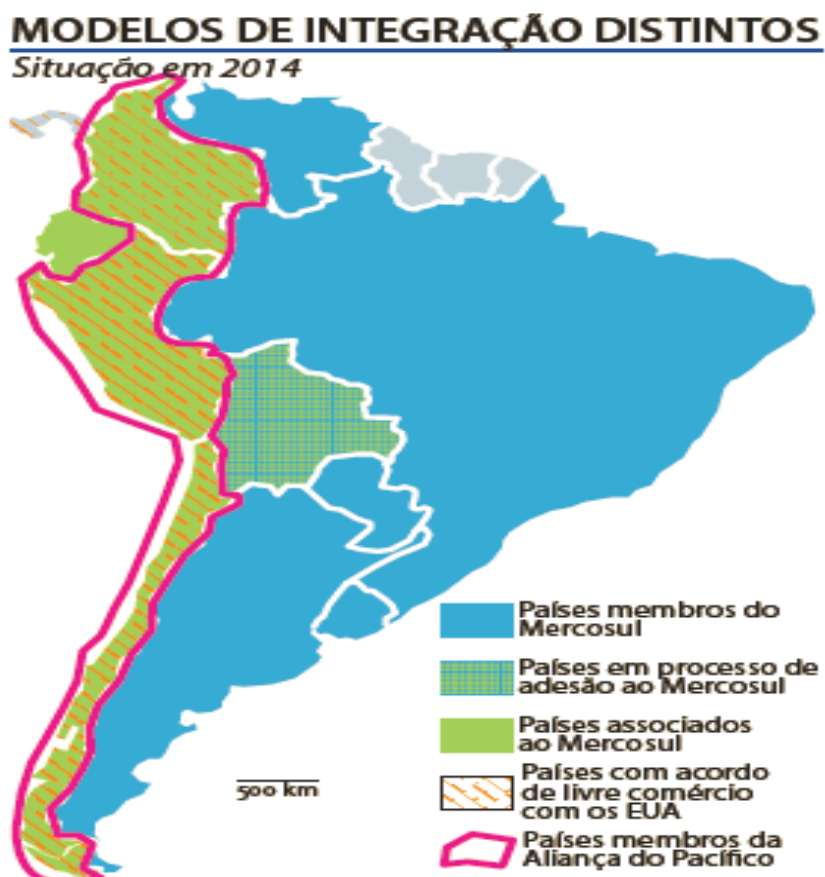 MODELOS DE INTEGRAÇÃO DISTINTOS
Situação em 2014
Países membros do
Mercosul
Países em processo de
adesão ao Mercosul
Países associados
ao Mercosul
500 km
Países com acordo
de livre comércio
com os EUA
Países membros da
Aliança do Pacífico